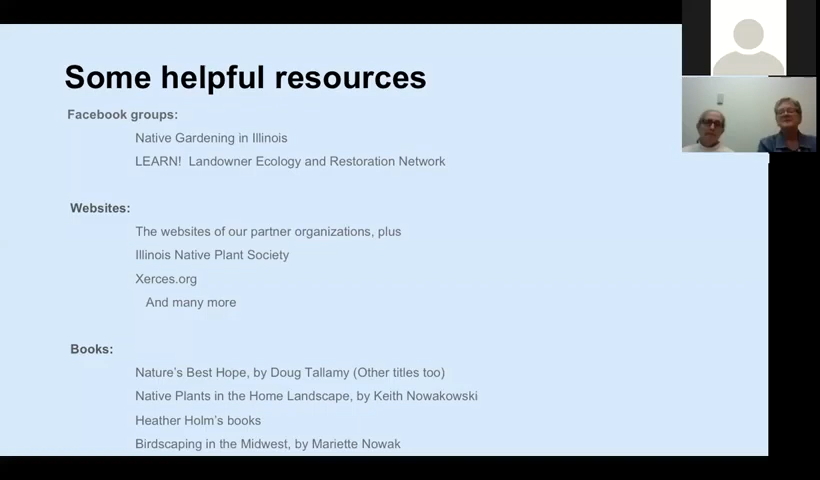 Some helpful resources
Facebook groups:
Native Gardening in Illinois
LEARN!  Landowner Ecology and Restoration Network
Websites:
The websites of our partner organizations, plus
Illinois Native Plant Society
Xerces.org
And many more
Books:
Nature’s Best Hope, by Doug Tallamy (Other titles too)
Native Plants in the Home Landscape, by Keith Nowakowski
Heather Holm’s books
Birdscaping in the Midwest, by Mariette Nowak